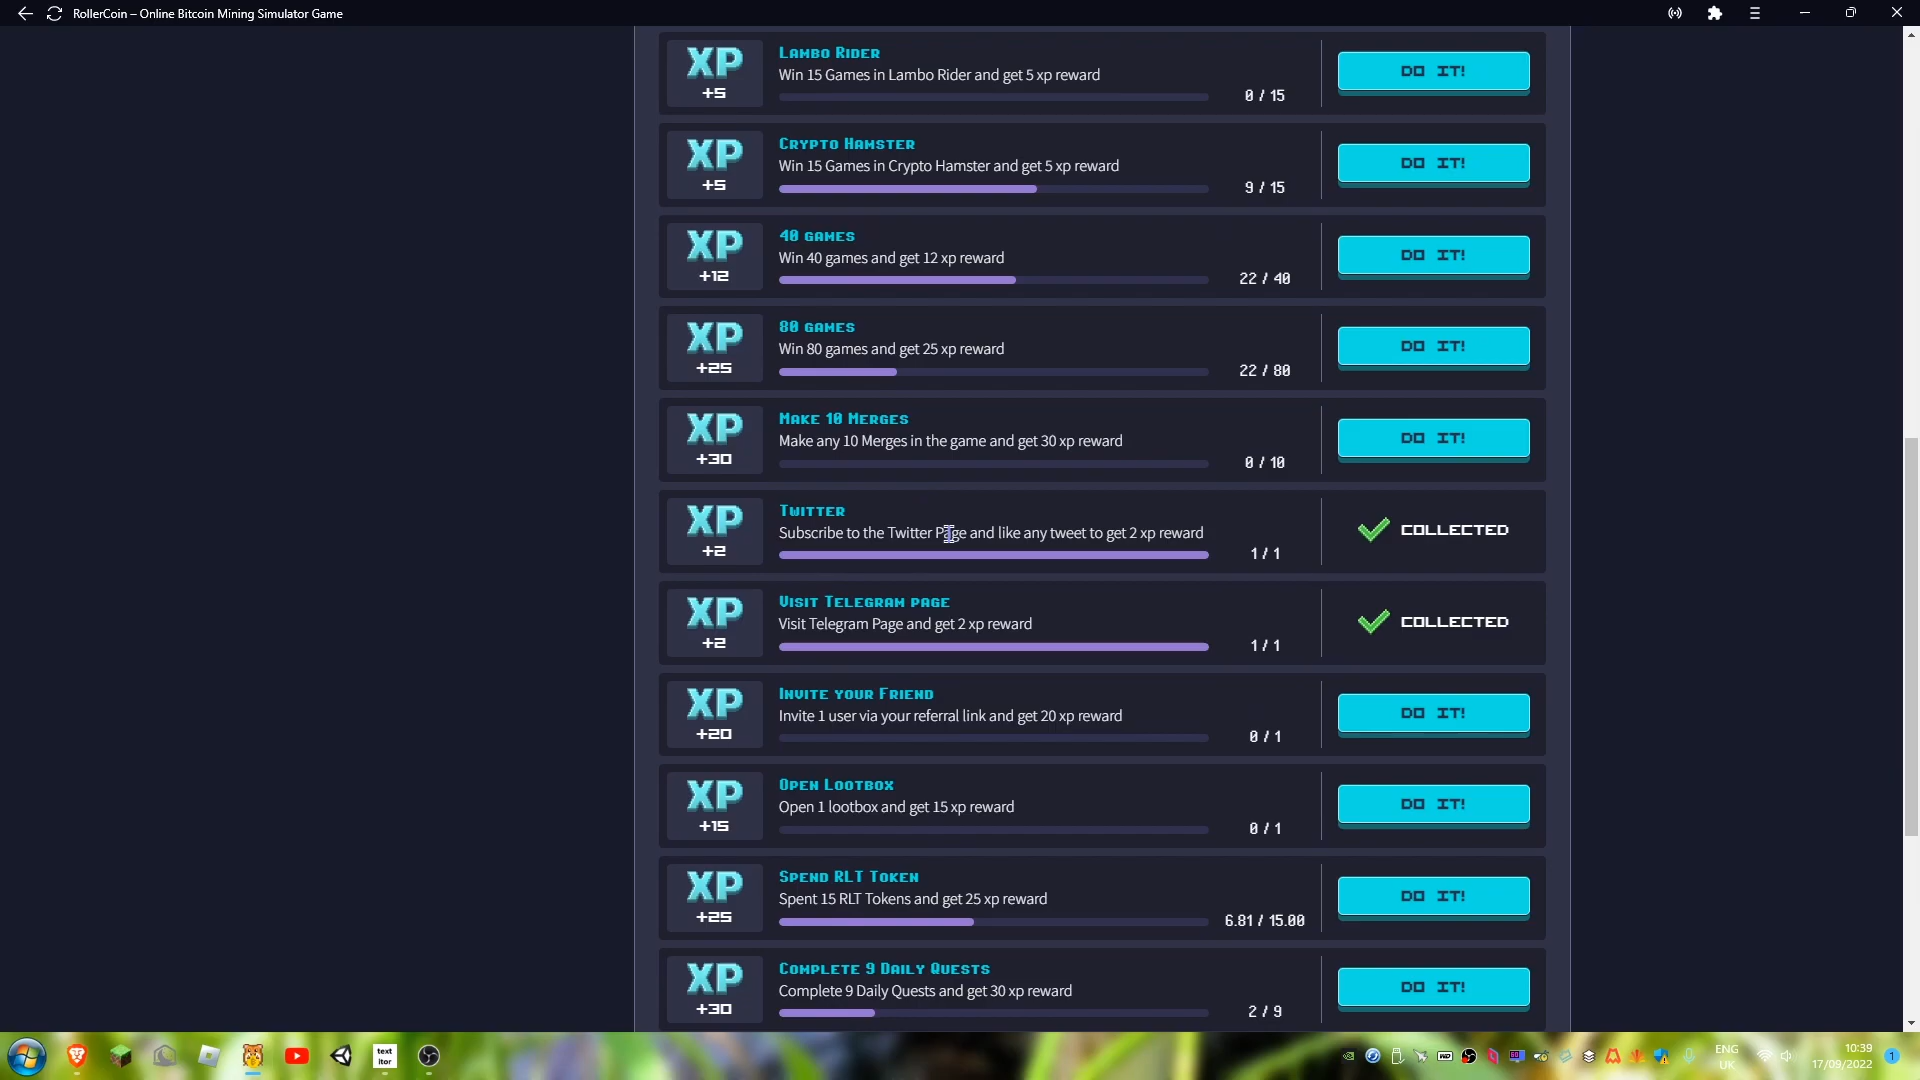 RollerCoin – Online Bitcoin Mining Simulator Game
XP
+5
Lambo Rider
Win 15 Games in Lambo Rider and get 5 xp reward
0 / 15
DO IT!
XP
+5
Crypto Hamster
Win 15 Games in Crypto Hamster and get 5 xp reward
9 / 15
DO IT!
XP
+12
40 games
Win 40 games and get 12 xp reward
22 / 40
DO IT!
XP
+25
80 games
Win 80 games and get 25 xp reward
22 / 80
DO IT!
XP
+30
Make 10 Merges
Make any 10 Merges in the game and get 30 xp reward
0 / 10
DO IT!
XP
+2
Twitter
Subscribe to the Twitter Page and like any tweet to get 2 xp reward
1 / 1
COLLECTED
XP
+2
Visit Telegram page
Visit Telegram Page and get 2 xp reward
1 / 1
COLLECTED
XP
+20
Invite your Friend
Invite 1 user via your referral link and get 20 xp reward
0 / 1
DO IT!
XP
+15
Open Lootbox
Open 1 lootbox and get 15 xp reward
0 / 1
DO IT!
XP
+25
Spend RLT Token
Spent 15 RLT Tokens and get 25 xp reward
6.81 / 15.00
DO IT!
XP
+30
Complete 9 Daily Quests
Complete 9 Daily Quests and get 30 xp reward
2 / 9
DO IT!
text
itor
ENG
UK
10:39
17/09/2022
1